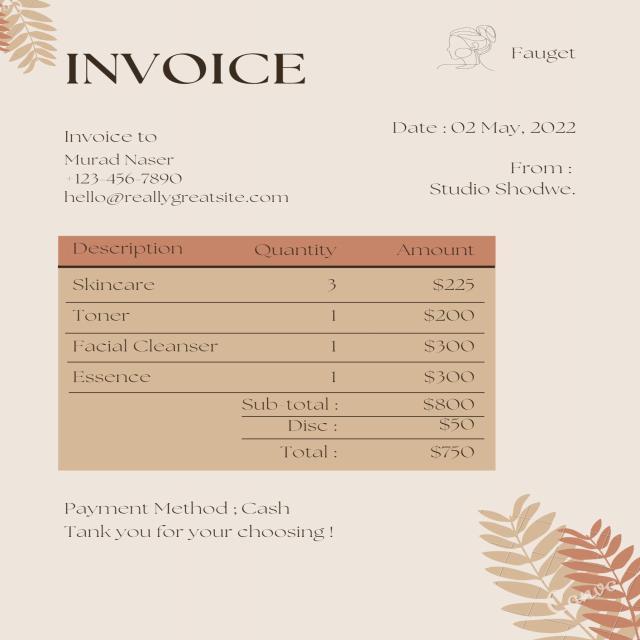 INVOICE
Fauget
Date : 02 May, 2022
Invoice to
Murad Naser
+123-456-7890
hello@reallygreatsite.com
From :
Studio Shodwe.
Description Quantity Amount
Skincare 3 $225
Toner 1 $200
Facial Cleanser 1 $300
Essence 1 $300
Sub-total : $800
Disc : $50
Total : $750
Payment Method ; Cash
Tank you for your choosing !
Canva